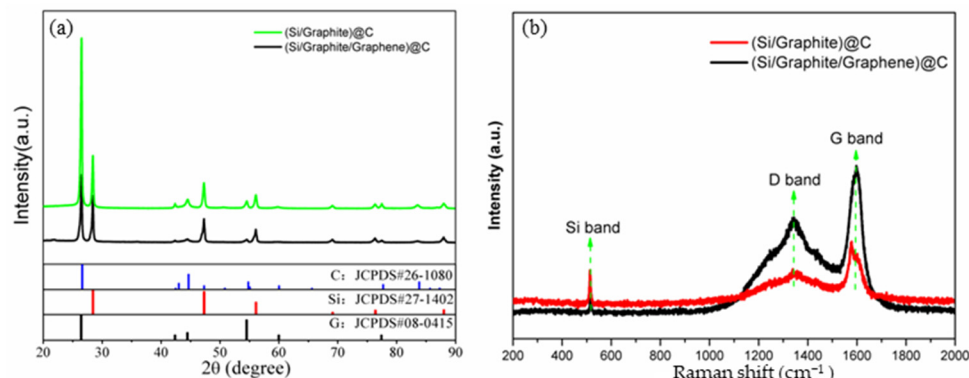 (a)
(Si/Graphite)@C
(Si/Graphite/Graphene)@C
Intensity(a.u.)
C: JCPDS#26-1080
Si: JCPDS#27-1402
G: JCPDS#08-0415
20 30 40 50 60 70 80 90
2θ (degree)
(b)
(Si/Graphite)@C
(Si/Graphite/Graphene)@C
G band
D band
Si band
Intensity (a.u.)
200 400 600 800 1000 1200 1400 1600 1800 2000
Raman shift (cm⁻¹)